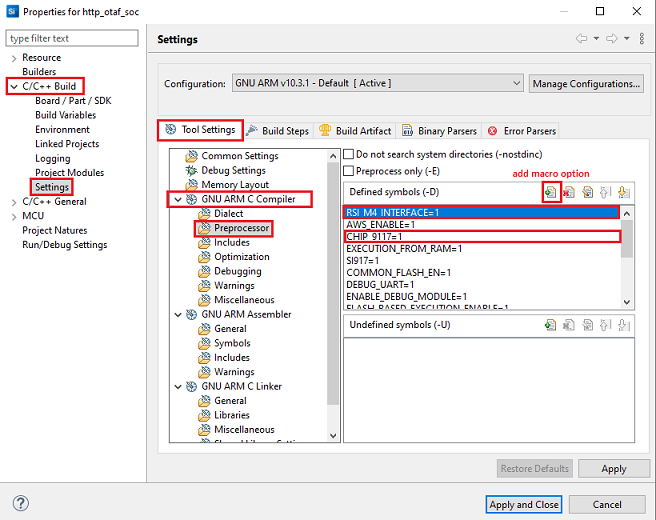 Si Properties for http_otaf_soc
type filter text
Resource
Builders
C/C++ Build
Board / Part / SDK
Build Variables
Environment
Linked Projects
Logging
Project Modules
Settings
C/C++ General
MCU
Project Natures
Run/Debug Settings
Settings
Configuration: GNU ARM v10.3.1 - Default [ Active ] Manage Configurations...
Tool Settings Build Steps Build Artifact Binary Parsers Error Parsers
Common Settings
Debug Settings
Memory Layout
GNU ARM C Compiler
Dialect
Preprocessor
Includes
Optimization
Debugging
Warnings
Miscellaneous
GNU ARM Assembler
General
Symbols
Includes
Warnings
GNU ARM C Linker
General
Libraries
Miscellaneous
Do not search system directories (-nostdinc)
Preprocess only (-E)
add macro option
Defined symbols (-D)
RSI_M4_INTERFACE=1
AWS_ENABLE=1
CHIP_9117=1
EXECUTION_FROM_RAM=1
SI917=1
COMMON_FLASH_EN=1
DEBUG_UART=1
ENABLE_DEBUG_MODULE=1
FLASH_BASED_EXECUTION_ENABLE=1
Undefined symbols (-U)
Restore Defaults Apply
Apply and Close Cancel